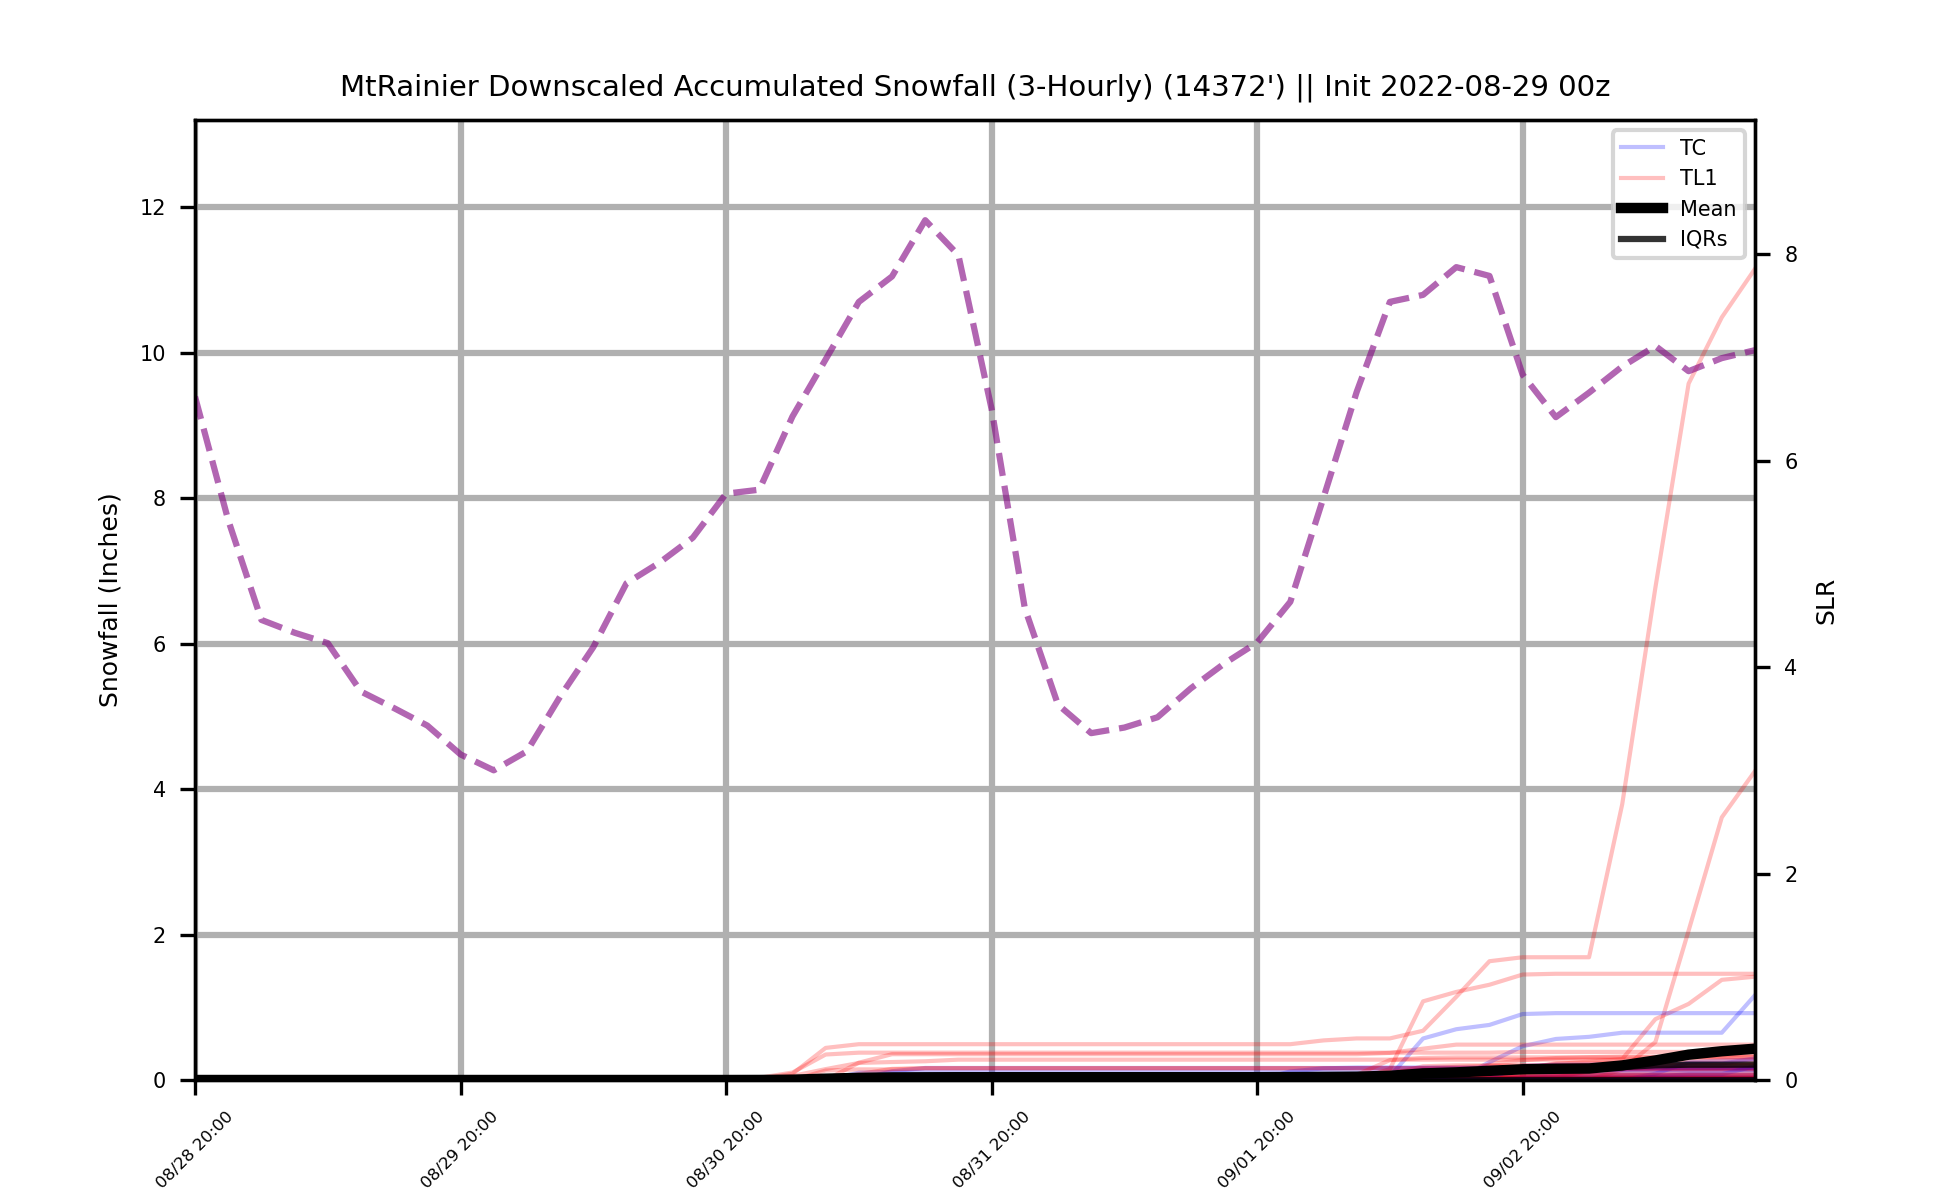 MtRainier Downscaled Accumulated Snowfall (3-Hourly) (14372') || Init 2022-08-29 00z
TC
TL1
Mean
IQRs
12
10
8
6
4
2
0
Snowfall (Inches)
8
6
4
2
0
SLR
08/28 20:00
08/29 20:00
08/30 20:00
08/31 20:00
09/01 20:00
09/02 20:00